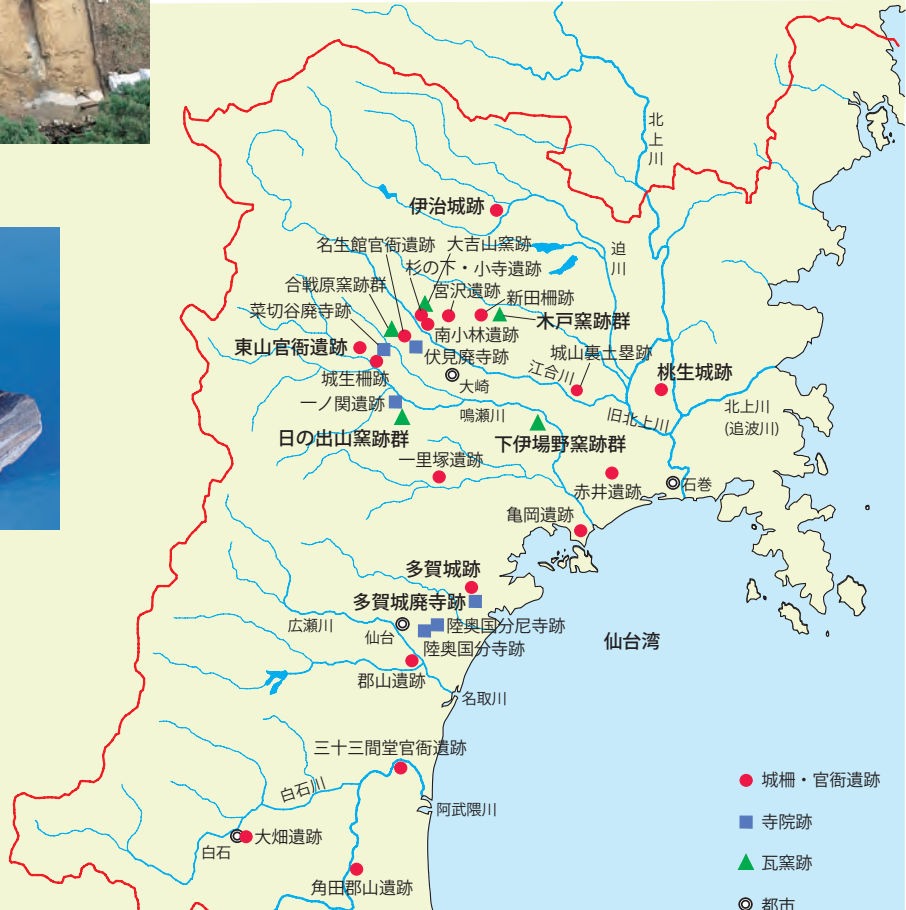 北上川
伊治城跡
迫川
名生館官衙遺跡
大吉山窯跡
杉の下・小寺遺跡
合戦原窯跡群
宮沢遺跡
新田柵跡
菜切谷廃寺跡
木戸窯跡群
南小林遺跡
東山官衙遺跡
伏見廃寺跡
城山裏土塁跡
江合川
桃生城跡
城生柵跡
大崎
一ノ関遺跡
鳴瀬川
旧北上川
北上川
(追波川)
日の出山窯跡群
下伊場野窯跡群
一里塚遺跡
赤井遺跡
石巻
亀岡遺跡
多賀城跡
多賀城廃寺跡
広瀬川
仙台
陸奥国分尼寺跡
陸奥国分寺跡
仙台湾
郡山遺跡
名取川
三十三間堂官衙遺跡
白石川
阿武隈川
大畑遺跡
白石
角田郡山遺跡
城柵・官衙遺跡
寺院跡
瓦窯跡
都市